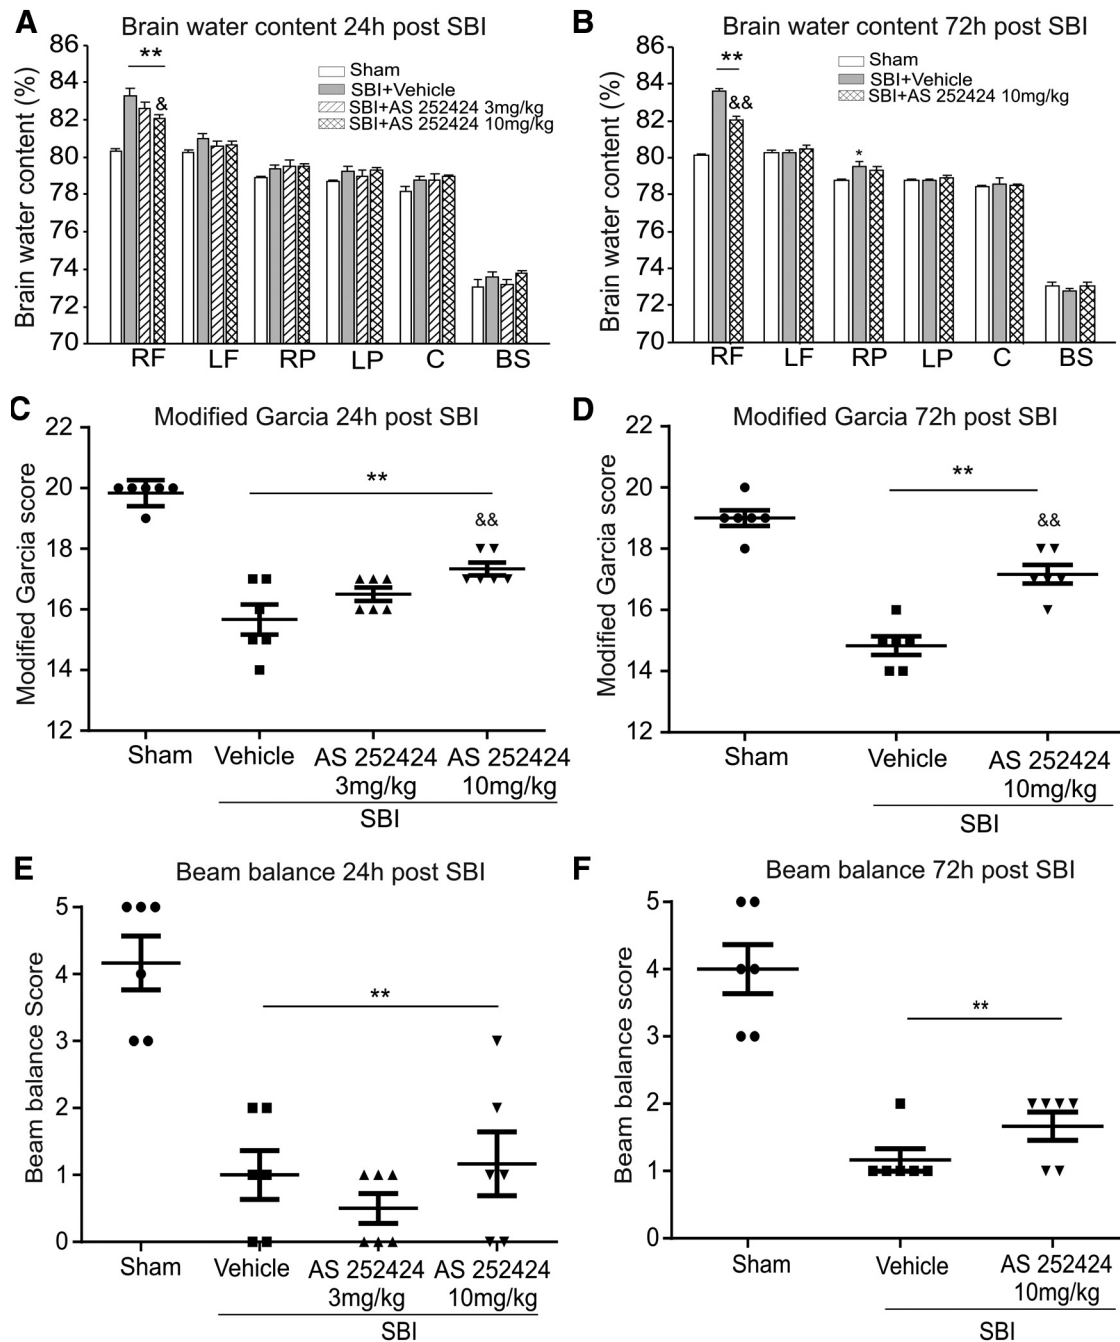 A
Brain water content 24h post SBI
Brain water content (%)
86
84
82
80
78
76
74
72
70
**
&
Sham
SBI+Vehicle
SBI+AS 252424 3mg/kg
SBI+AS 252424 10mg/kg
RF LF RP LP C BS
B
Brain water content 72h post SBI
Brain water content (%)
86
84
82
80
78
76
74
72
70
**
&&
*
Sham
SBI+Vehicle
SBI+AS 252424 10mg/kg
RF LF RP LP C BS
C
Modified Garcia 24h post SBI
Modified Garcia score
22
20
18
16
14
12
**
&&
Sham Vehicle AS 252424 AS 252424
3mg/kg 10mg/kg
SBI
D
Modified Garcia 72h post SBI
Modified Garcia score
22
20
18
16
14
12
**
&&
Sham Vehicle AS 252424
10mg/kg
SBI
E
Beam balance 24h post SBI
Beam balance Score
5
4
3
2
1
0
**
Sham Vehicle AS 252424 AS 252424
3mg/kg 10mg/kg
SBI
F
Beam balance 72h post SBI
Beam balance score
5
4
3
2
1
0
**
Sham Vehicle AS 252424
10mg/kg
SBI